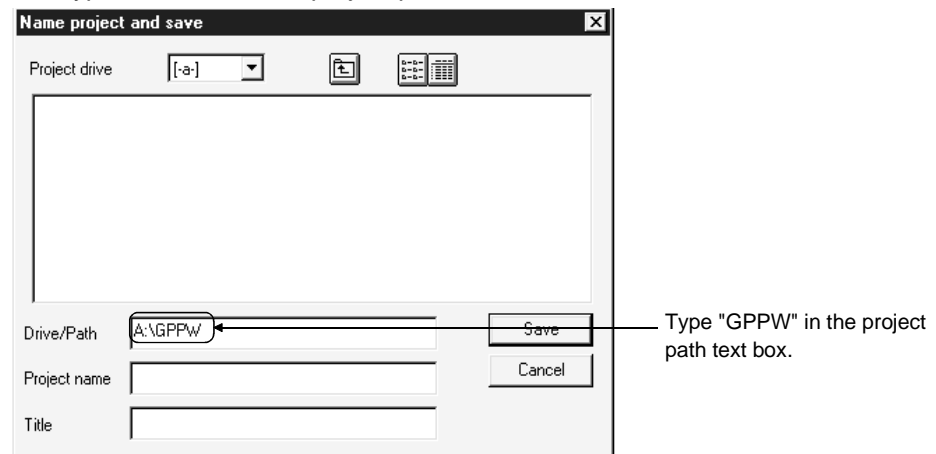 Name project and save
Project drive [-a-]
Drive/Path A:\GPPW Save
Type "GPPW" in the project
path text box.
Project name Cancel
Title